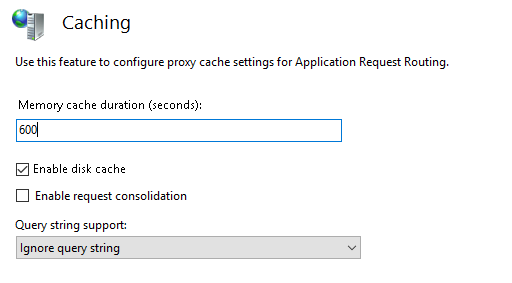 Caching
Use this feature to configure proxy cache settings for Application Request Routing.
Memory cache duration (seconds):
600
Enable disk cache
Enable request consolidation
Query string support:
Ignore query string